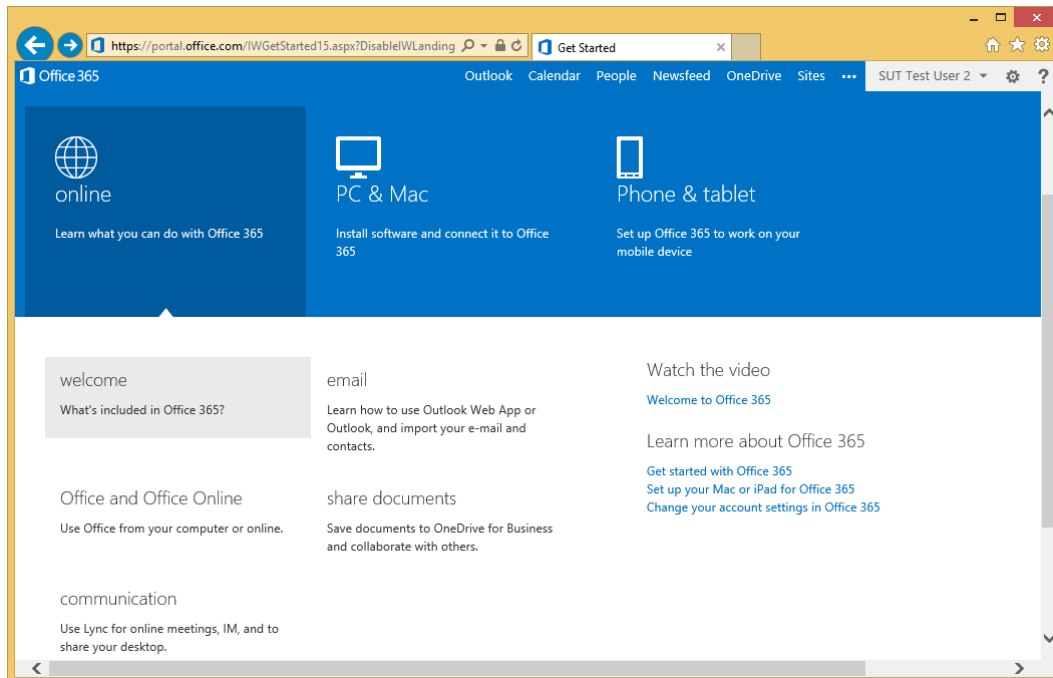 https://portal.office.com/IWGetStarted15.aspx?DisableIWLanding
Get Started
Office 365
Outlook Calendar People Newsfeed OneDrive Sites ••• SUT Test User 2 ?
online
Learn what you can do with Office 365
PC & Mac
Install software and connect it to Office
365
Phone & tablet
Set up Office 365 to work on your
mobile device
welcome
What's included in Office 365?
email
Learn how to use Outlook Web App or
Outlook, and import your e-mail and
contacts.
Office and Office Online
Use Office from your computer or online.
share documents
Save documents to OneDrive for Business
and collaborate with others.
communication
Use Lync for online meetings, IM, and to
share your desktop.
Watch the video
Welcome to Office 365
Learn more about Office 365
Get started with Office 365
Set up your Mac or iPad for Office 365
Change your account settings in Office 365